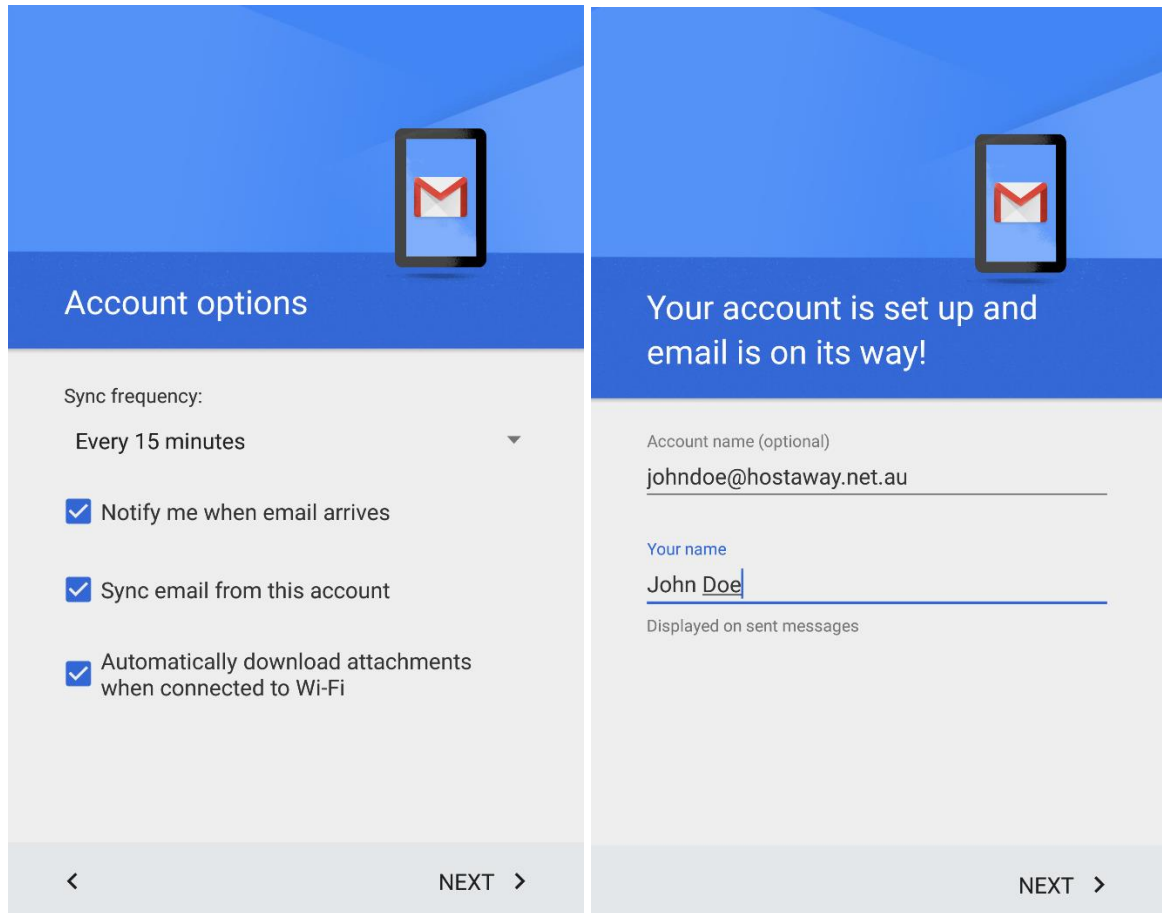 Account options
Sync frequency:
Every 15 minutes
Notify me when email arrives
Sync email from this account
Automatically download attachments
when connected to Wi-Fi
NEXT
Your account is set up and
email is on its way!
Account name (optional)
johndoe@hostaway.net.au
Your name
John Doe
Displayed on sent messages
NEXT